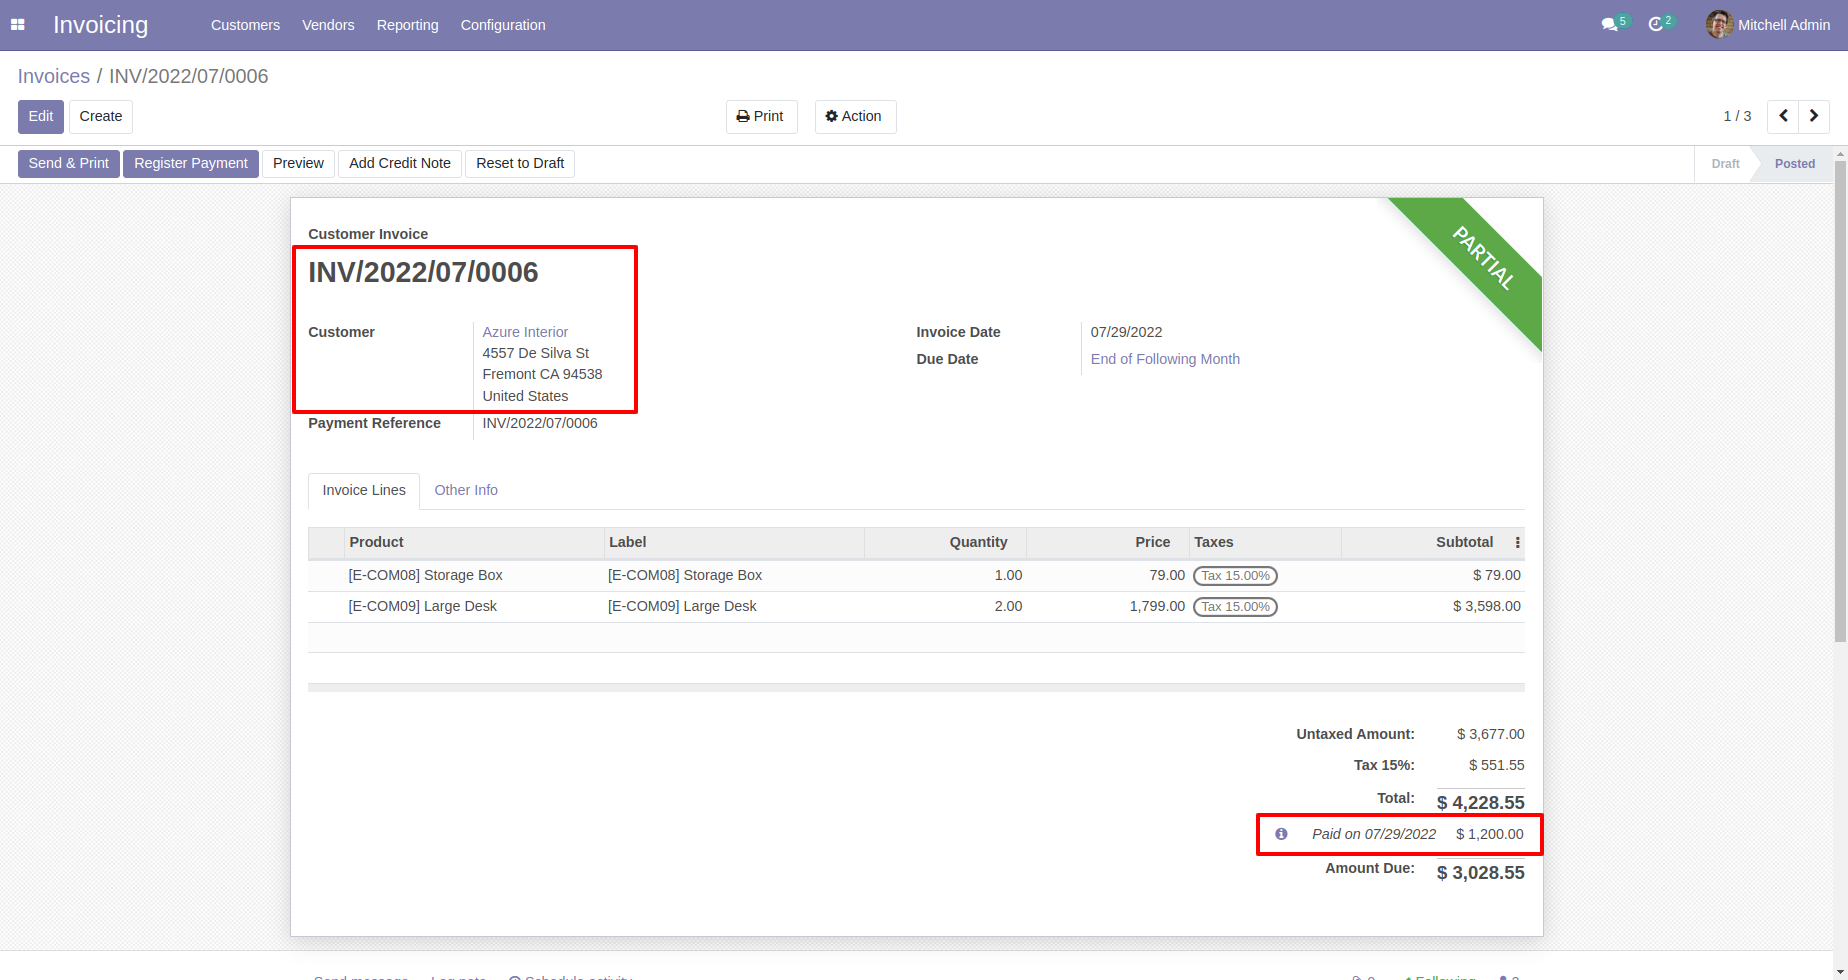 Invoicing Customers Vendors Reporting Configuration 5 2 Mitchell Admin
Invoices / INV/2022/07/0006
Edit Create Print Action 1 / 3
Send & Print Register Payment Preview Add Credit Note Reset to Draft Draft Posted
PARTIAL
Customer Invoice
INV/2022/07/0006
Customer Azure Interior Invoice Date 07/29/2022
4557 De Silva St Due Date End of Following Month
Fremont CA 94538
United States
Payment Reference INV/2022/07/0006
Invoice Lines Other Info
Product Label Quantity Price Taxes Subtotal
[E-COM08] Storage Box [E-COM08] Storage Box 1.00 79.00 Tax 15.00% $ 79.00
[E-COM09] Large Desk [E-COM09] Large Desk 2.00 1,799.00 Tax 15.00% $ 3,598.00
Untaxed Amount: $ 3,677.00
Tax 15%: $ 551.55
Total: $ 4,228.55
Paid on 07/29/2022 $ 1,200.00
Amount Due: $ 3,028.55
Send message Log note Schedule activity Following